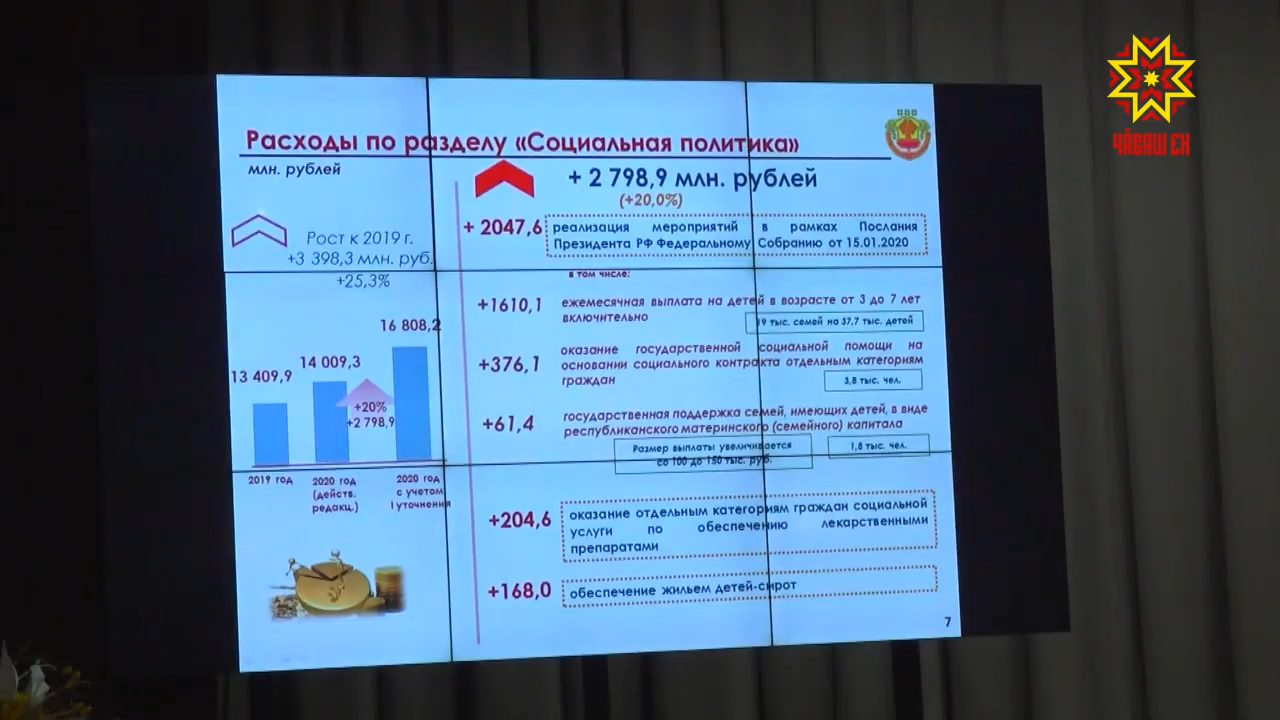 ЧӐВАШ ЕН
Расходы по разделу «Социальная политика»
млн. рублей
Рост к 2019 г.
+3 398,3 млн. руб.
+25,3%
13 409,9
14 009,3
16 808,2
+20%
+2 798,9
2019 год
2020 год
(действ.
редакц.)
2020 год
с учетом
I уточнения
+ 2 798,9 млн. рублей
(+20,0%)
+ 2047,6
реализация мероприятий в рамках Послания
Президента РФ Федеральному Собранию от 15.01.2020
в том числе:
+1610,1
ежемесячная выплата на детей в возрасте от 3 до 7 лет
включительно
19 тыс. семей на 37,7 тыс. детей
+376,1
оказание государственной социальной помощи на
основании социального контракта отдельным категориям
граждан
3,8 тыс. чел.
+61,4
государственная поддержка семей, имеющих детей, в виде
республиканского материнского (семейного) капитала
Размер выплаты увеличивается
со 100 до 150 тыс. руб.
1,8 тыс. чел.
+204,6
оказание отдельным категориям граждан социальной
услуги по обеспечению лекарственными
препаратами
+168,0
обеспечение жильем детей-сирот
7